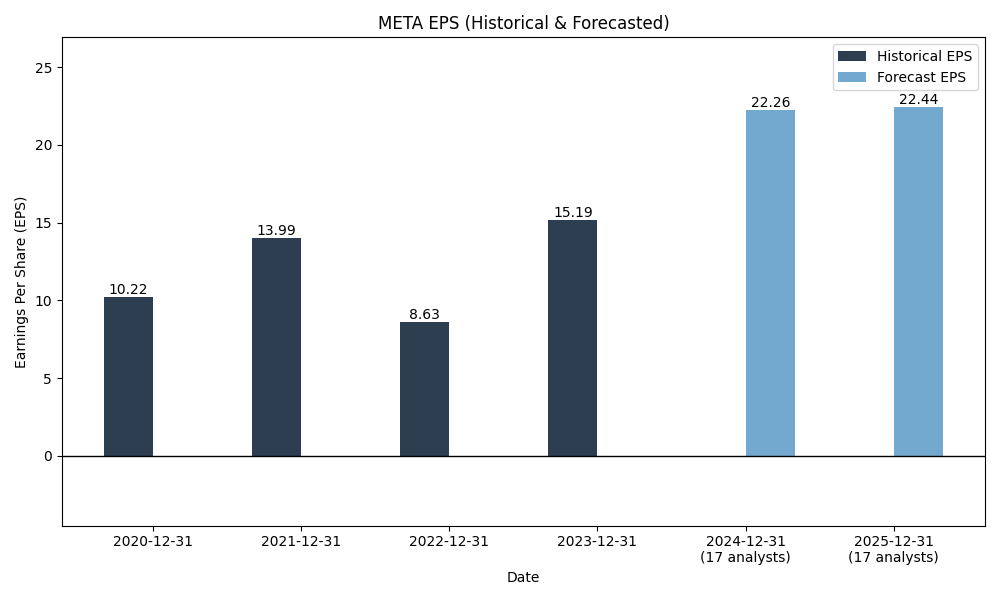 META EPS (Historical & Forecasted)
Historical EPS
Forecast EPS
Earnings Per Share (EPS)
25
20
15
10
5
0
10.22
13.99
8.63
15.19
22.26
22.44
2020-12-31
2021-12-31
2022-12-31
2023-12-31
2024-12-31
(17 analysts)
2025-12-31
(17 analysts)
Date